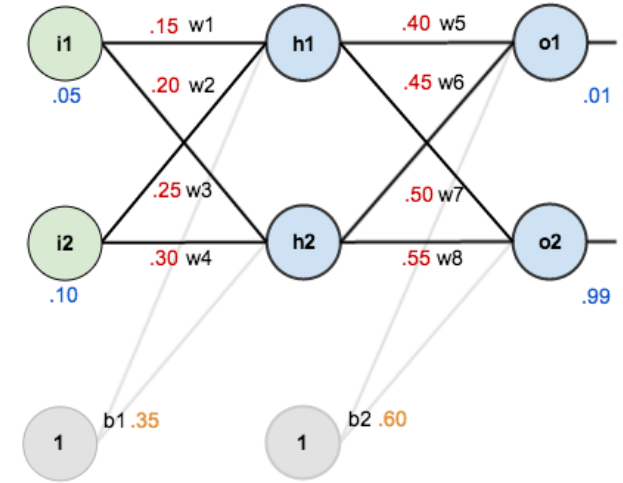 i1 .15 w1 h1 .40 w5 o1
.05 .20 w2 .45 w6 .01
.25 w3 .50 w7
i2 h2 o2
.30 w4 .55 w8
.10 .99
b1 .35 b2 .60
1 1